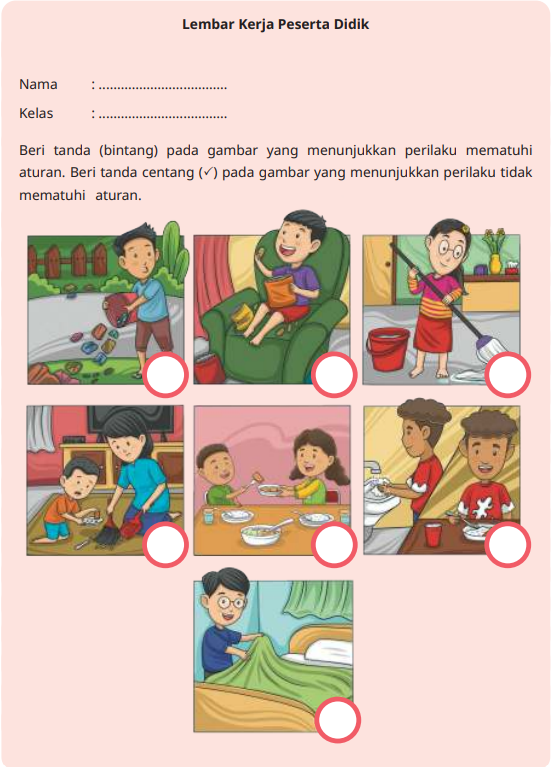 Lembar Kerja Peserta Didik
Nama : ..................................
Kelas : ..................................
Beri tanda (bintang) pada gambar yang menunjukkan perilaku mematuhi
aturan. Beri tanda centang (✓) pada gambar yang menunjukkan perilaku tidak
mematuhi aturan.